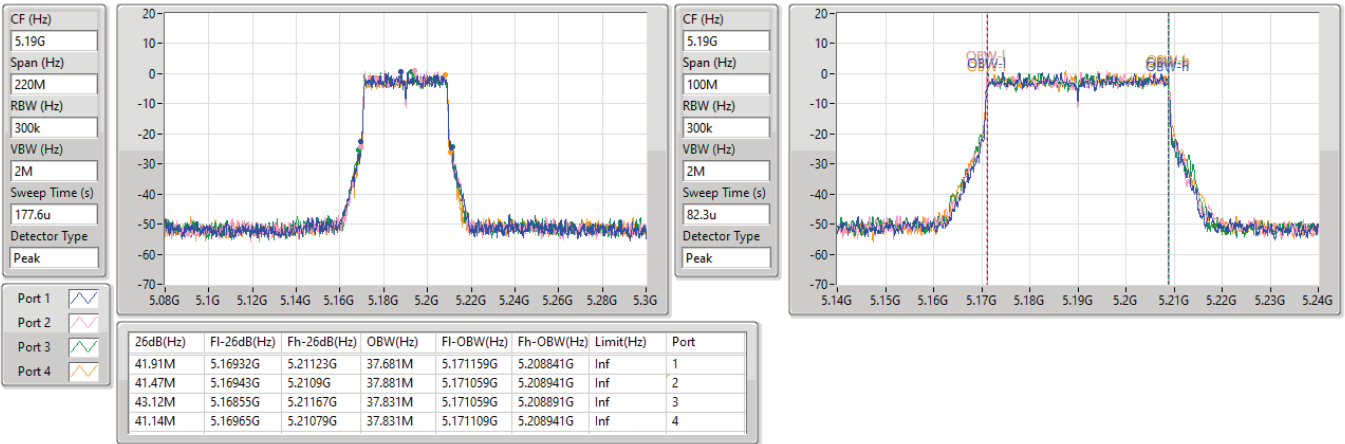 CF (Hz)
5.19G
Span (Hz)
220M
RBW (Hz)
300k
VBW (Hz)
2M
Sweep Time (s)
177.6u
Detector Type
Peak
20
10
0
-10
-20
-30
-40
-50
-60
-70
5.08G 5.1G 5.12G 5.14G 5.16G 5.18G 5.2G 5.22G 5.24G 5.26G 5.28G 5.3G
CF (Hz)
5.19G
Span (Hz)
100M
RBW (Hz)
300k
VBW (Hz)
2M
Sweep Time (s)
82.3u
Detector Type
Peak
20
10
0
-10
-20
-30
-40
-50
-60
-70
OBW-l
OBW-l
OBW-h
OBW-h
5.14G 5.15G 5.16G 5.17G 5.18G 5.19G 5.2G 5.21G 5.22G 5.23G 5.24G
Port 1
Port 2
Port 3
Port 4
26dB(Hz) Fl-26dB(Hz) Fh-26dB(Hz) OBW(Hz) Fl-OBW(Hz) Fh-OBW(Hz) Limit(Hz) Port
41.91M 5.16932G 5.21123G 37.681M 5.171159G 5.208841G Inf 1
41.47M 5.16943G 5.2109G 37.881M 5.171059G 5.208941G Inf 2
43.12M 5.16855G 5.21167G 37.831M 5.171059G 5.208891G Inf 3
41.14M 5.16965G 5.21079G 37.831M 5.171109G 5.208941G Inf 4